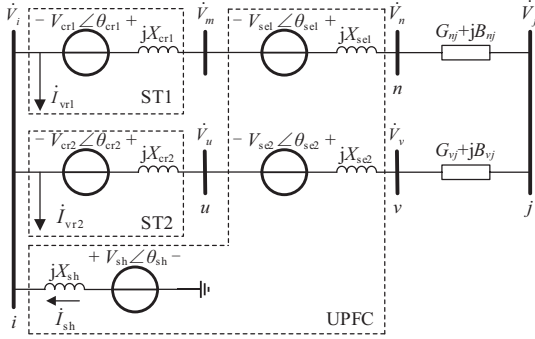 V̇i
− Vcr1∠θcr1 +
jXcr1
V̇m
− Vse1∠θse1 +
jXse1
V̇n
Gnj+jBnj
V̇j
İvr1
ST1
m
n
− Vcr2∠θcr2 +
jXcr2
V̇u
− Vse2∠θse2 +
jXse2
V̇v
Gvj+jBvj
İvr2
ST2
u
v
j
+ Vsh∠θsh −
jXsh
İsh
i
UPFC